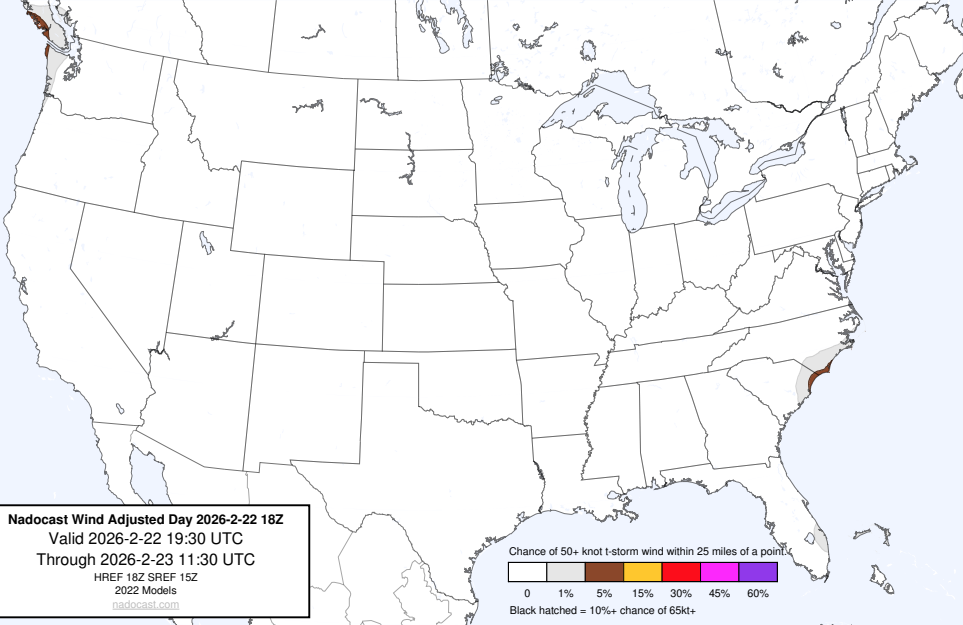 Nadocast Wind Adjusted Day 2026-2-22 18Z
Valid 2026-2-22 19:30 UTC
Through 2026-2-23 11:30 UTC
HREF 18Z SREF 15Z
2022 Models
nadocast.com
Chance of 50+ knot t-storm wind within 25 miles of a point.
0 1% 5% 15% 30% 45% 60%
Black hatched = 10%+ chance of 65kt+